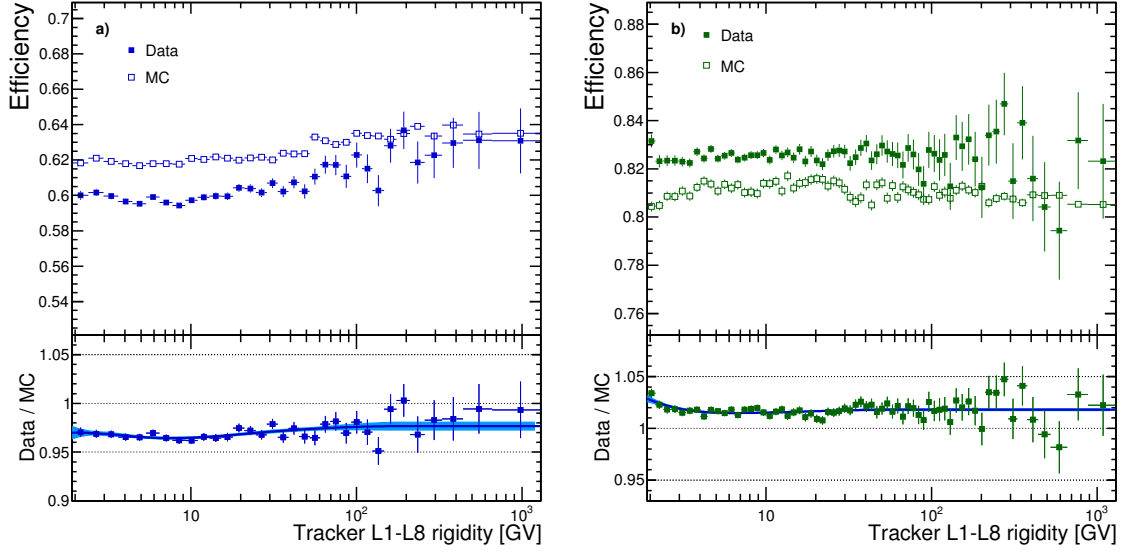 a)
Data
MC
Efficiency
0.7
0.68
0.66
0.64
0.62
0.6
0.58
0.56
0.54
Data / MC
1.05
1
0.95
0.9
10
10²
10³
Tracker L1-L8 rigidity [GV]
b)
Data
MC
Efficiency
0.88
0.86
0.84
0.82
0.8
0.78
0.76
Data / MC
1.05
1
0.95
10
10²
10³
Tracker L1-L8 rigidity [GV]